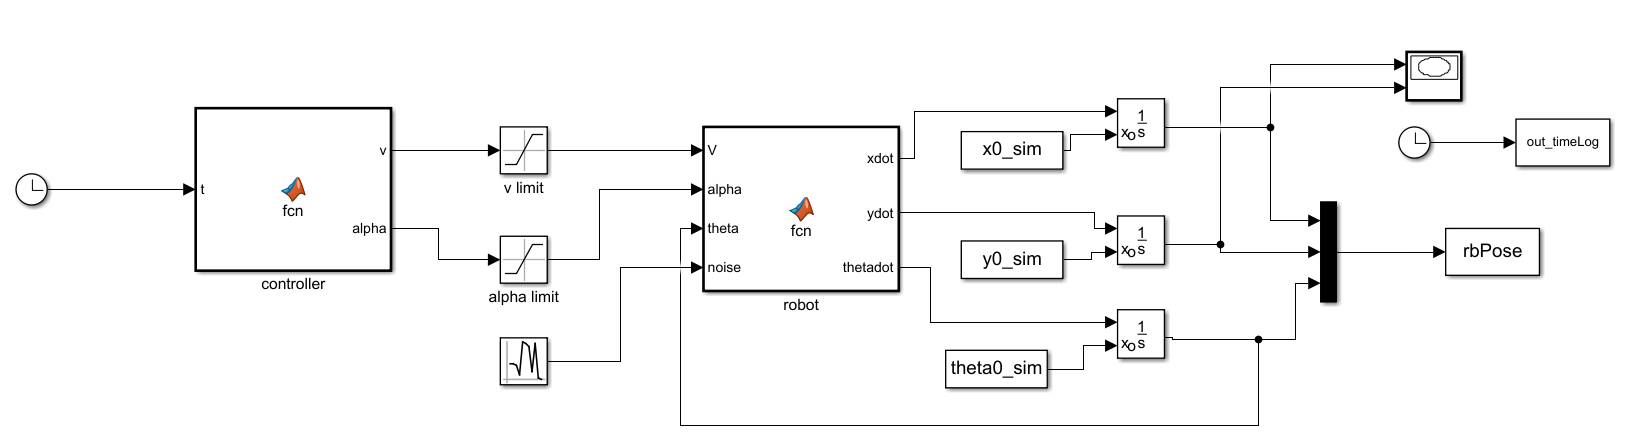 t
fcn
v
alpha
controller
v limit
alpha limit
V
alpha
theta
noise
fcn
xdot
ydot
thetadot
robot
x0_sim
y0_sim
theta0_sim
1
s
xo
1
s
xo
1
s
xo
out_timeLog
rbPose